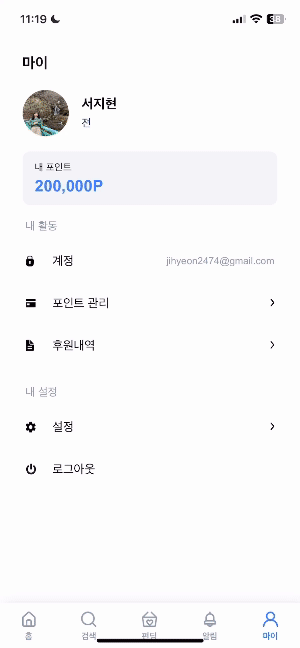 11:19
38
마이
서지현
전
내 포인트
200,000P
내 활동
계정 jihyeon2474@gmail.com
포인트 관리
후원내역
내 설정
설정
로그아웃
홈 검색 펀딩 알림 마이